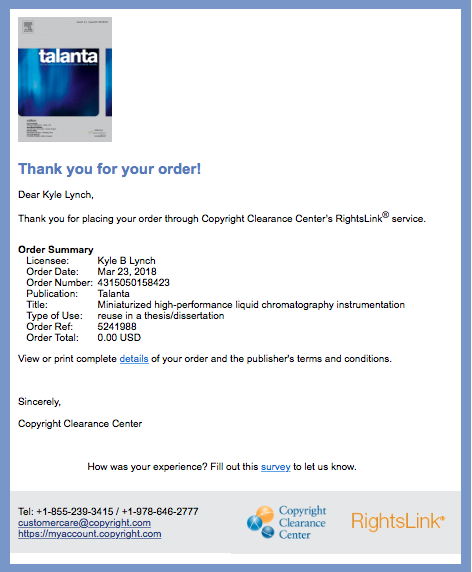 talanta
Thank you for your order!
Dear Kyle Lynch,
Thank you for placing your order through Copyright Clearance Center's RightsLink® service.
Order Summary
Licensee: Kyle B Lynch
Order Date: Mar 23, 2018
Order Number: 4315050158423
Publication: Talanta
Title: Miniaturized high-performance liquid chromatography instrumentation
Type of Use: reuse in a thesis/dissertation
Order Ref: 5241988
Order Total: 0.00 USD
View or print complete details of your order and the publisher's terms and conditions.
Sincerely,
Copyright Clearance Center
How was your experience? Fill out this survey to let us know.
Tel: +1-855-239-3415 / +1-978-646-2777
customercare@copyright.com
https://myaccount.copyright.com
Copyright
Clearance
Center
RightsLink®